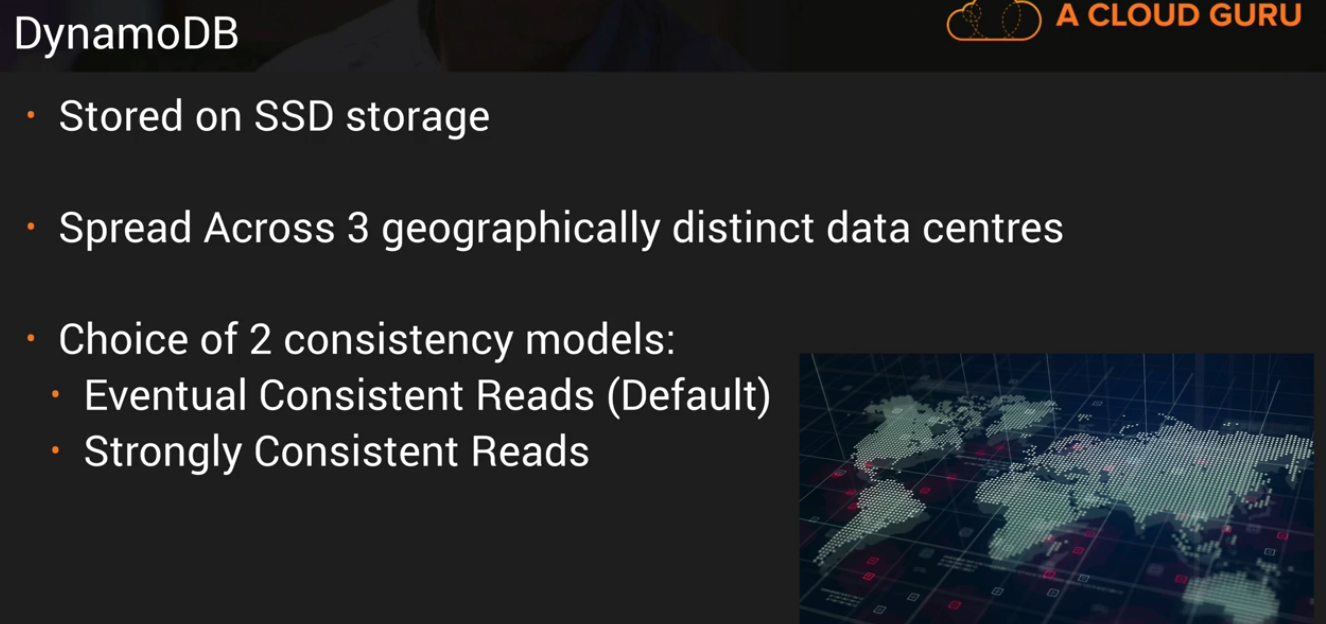 DynamoDB
A CLOUD GURU
• Stored on SSD storage
• Spread Across 3 geographically distinct data centres
• Choice of 2 consistency models:
• Eventual Consistent Reads (Default)
• Strongly Consistent Reads